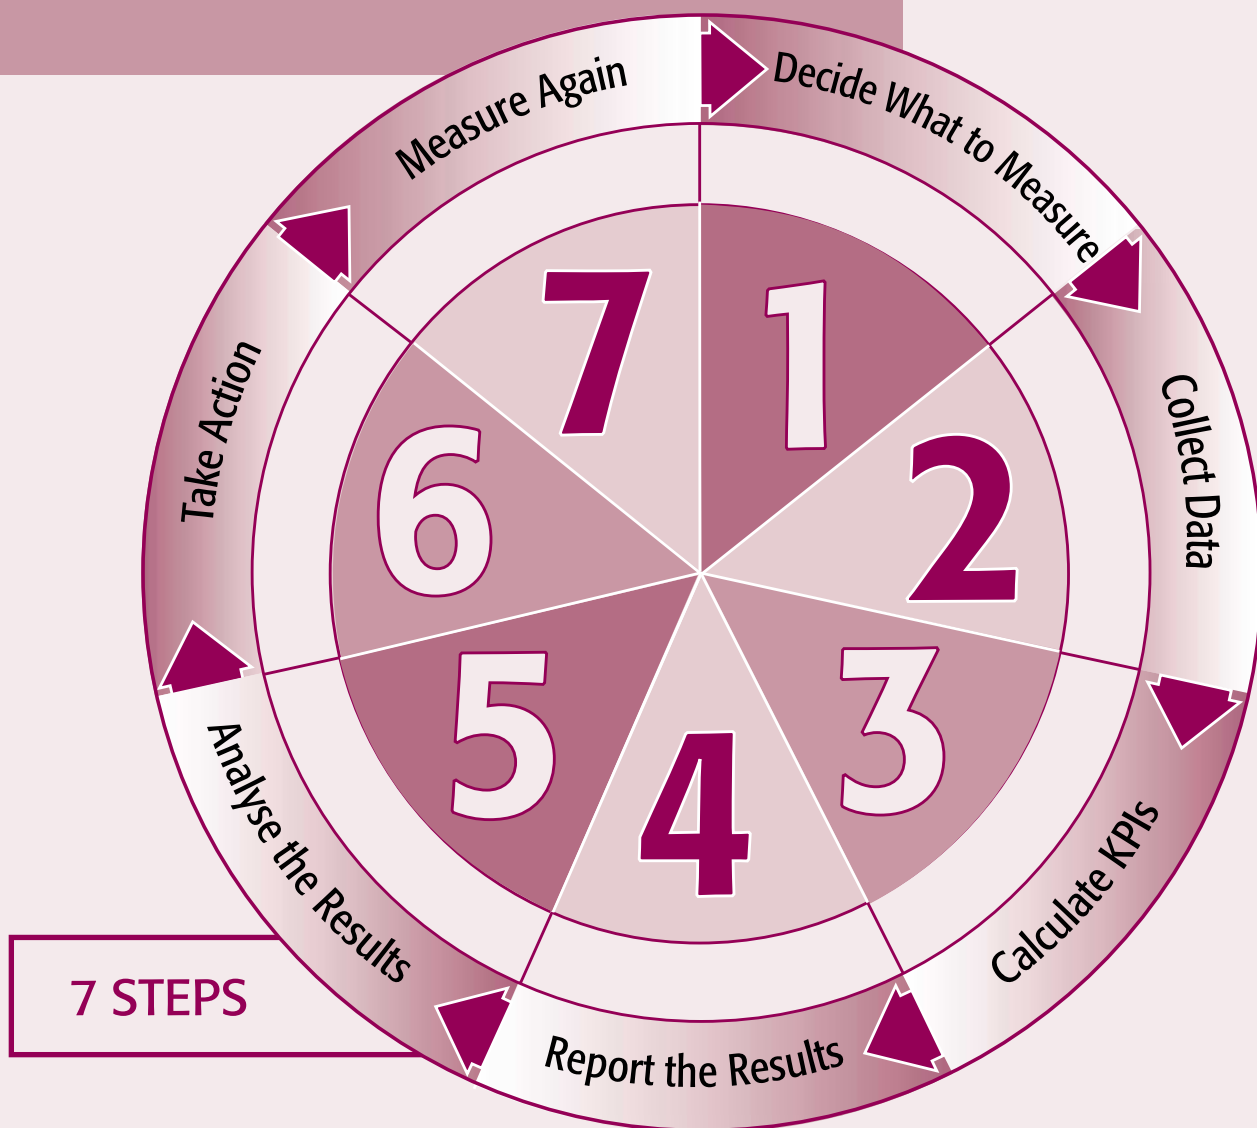 Decide What to Measure
Collect Data
Calculate KPIs
Report the Results
Analyse the Results
Take Action
Measure Again
1
2
3
4
5
6
7
7 STEPS